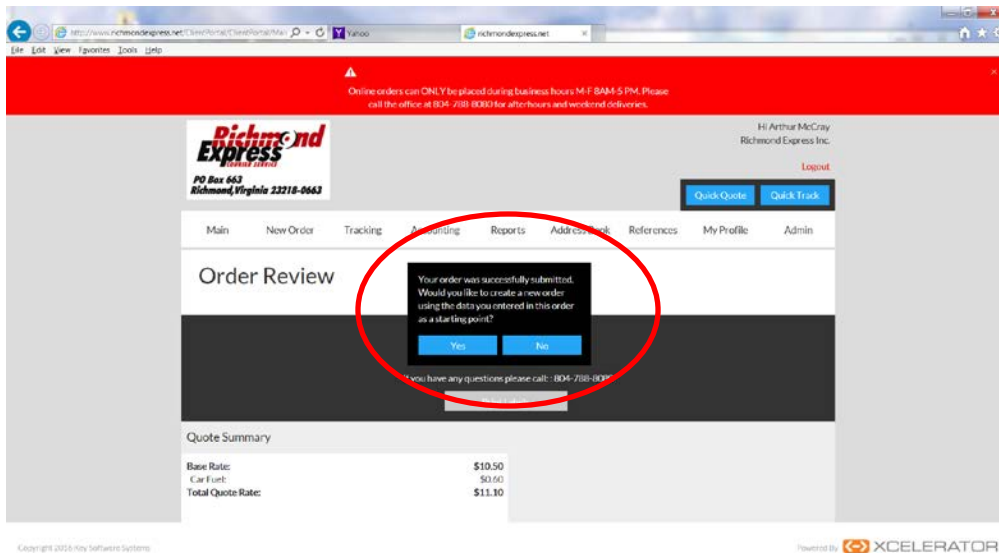 http://www.richmondexpress.net/ClientPortal/ClientPortal/Mai
Yahoo
richmondexpress.net
File Edit View Favorites Tools Help
Online orders can ONLY be placed during business hours M-F 8AM-5 PM. Please
call the office at 804-788-8080 for afterhours and weekend deliveries.
Richmond
Express
COURIER SERVICE
PO Box 663
Richmond, Virginia 23218-0663
Hi Arthur McCray
Richmond Express Inc.
Logout
Quick Quote Quick Track
Main New Order Tracking Accounting Reports Address Book References My Profile Admin
Order Review
Your order was successfully submitted.
Would you like to create a new order
using the data you entered in this order
as a starting point?
Yes No
you have any questions please call: : 804-788-8080
Quote Summary
Base Rate: $10.50
Car Fuel: $0.60
Total Quote Rate: $11.10
Copyright 2016 Key Software Systems
Powered By XCELERATOR